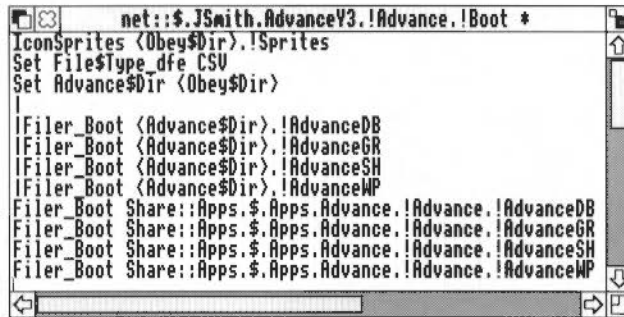 net::$.JSmith.AdvanceV3.!Advance.!Boot *
IconSprites <Obey$Dir>.!Sprites
Set File$Type_dfe CSV
Set Advance$Dir <Obey$Dir>
|
|Filer_Boot <Advance$Dir>.!AdvanceDB
|Filer_Boot <Advance$Dir>.!AdvanceGR
|Filer_Boot <Advance$Dir>.!AdvanceSH
|Filer_Boot <Advance$Dir>.!AdvanceWP
Filer_Boot Share::Apps.$.Apps.Advance.!Advance.!AdvanceDB
Filer_Boot Share::Apps.$.Apps.Advance.!Advance.!AdvanceGR
Filer_Boot Share::Apps.$.Apps.Advance.!Advance.!AdvanceSH
Filer_Boot Share::Apps.$.Apps.Advance.!Advance.!AdvanceWP